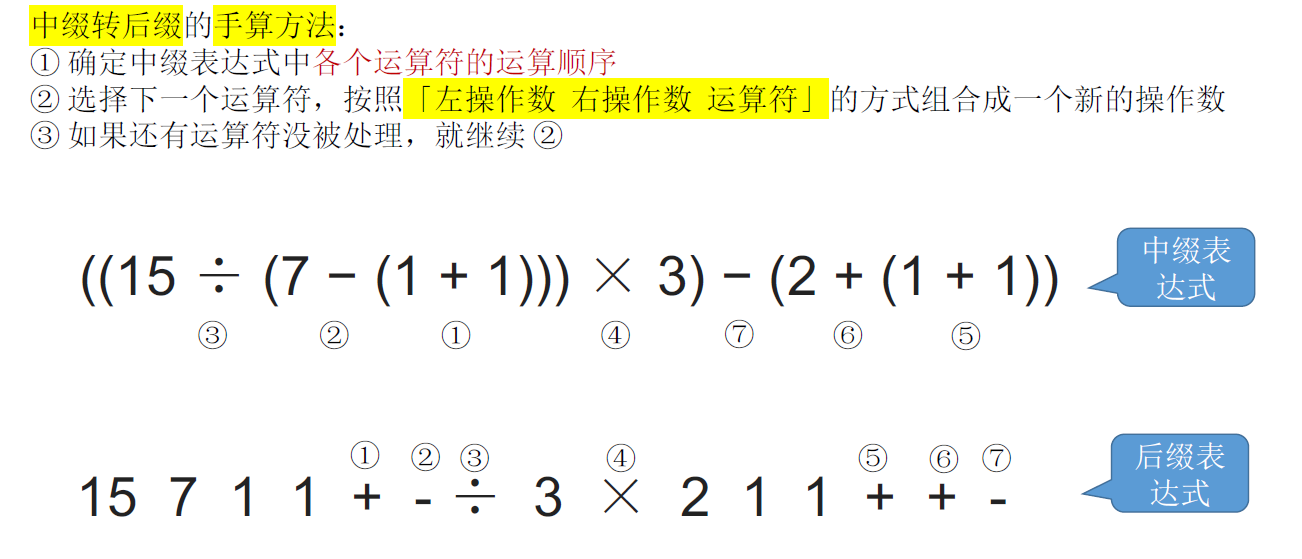 中缀转后缀的手算方法：
① 确定中缀表达式中各个运算符的运算顺序
② 选择下一个运算符，按照「左操作数 右操作数 运算符」的方式组合成一个新的操作数
③ 如果还有运算符没被处理，就继续 ②
((15 ÷ (7 − (1 + 1))) × 3) − (2 + (1 + 1))
中缀表
达式
③ ② ① ④ ⑦ ⑥ ⑤
① ② ③ ④ ⑤ ⑥ ⑦
15 7 1 1 + - ÷ 3 × 2 1 1 + + -
后缀表
达式